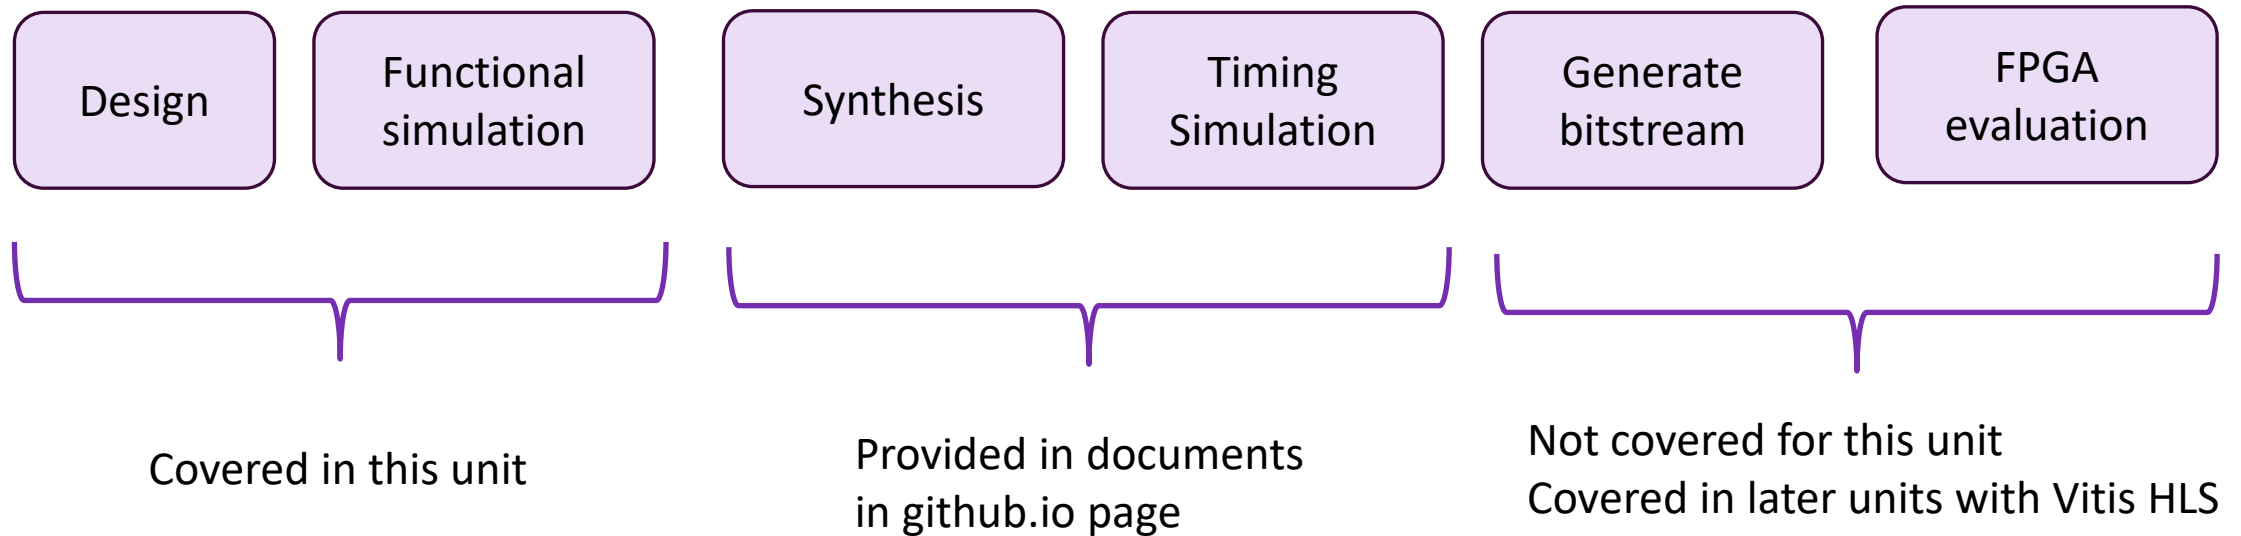 Design
Functional
simulation
Synthesis
Timing
Simulation
Generate
bitstream
FPGA
evaluation
Covered in this unit
Provided in documents
in github.io page
Not covered for this unit
Covered in later units with Vitis HLS